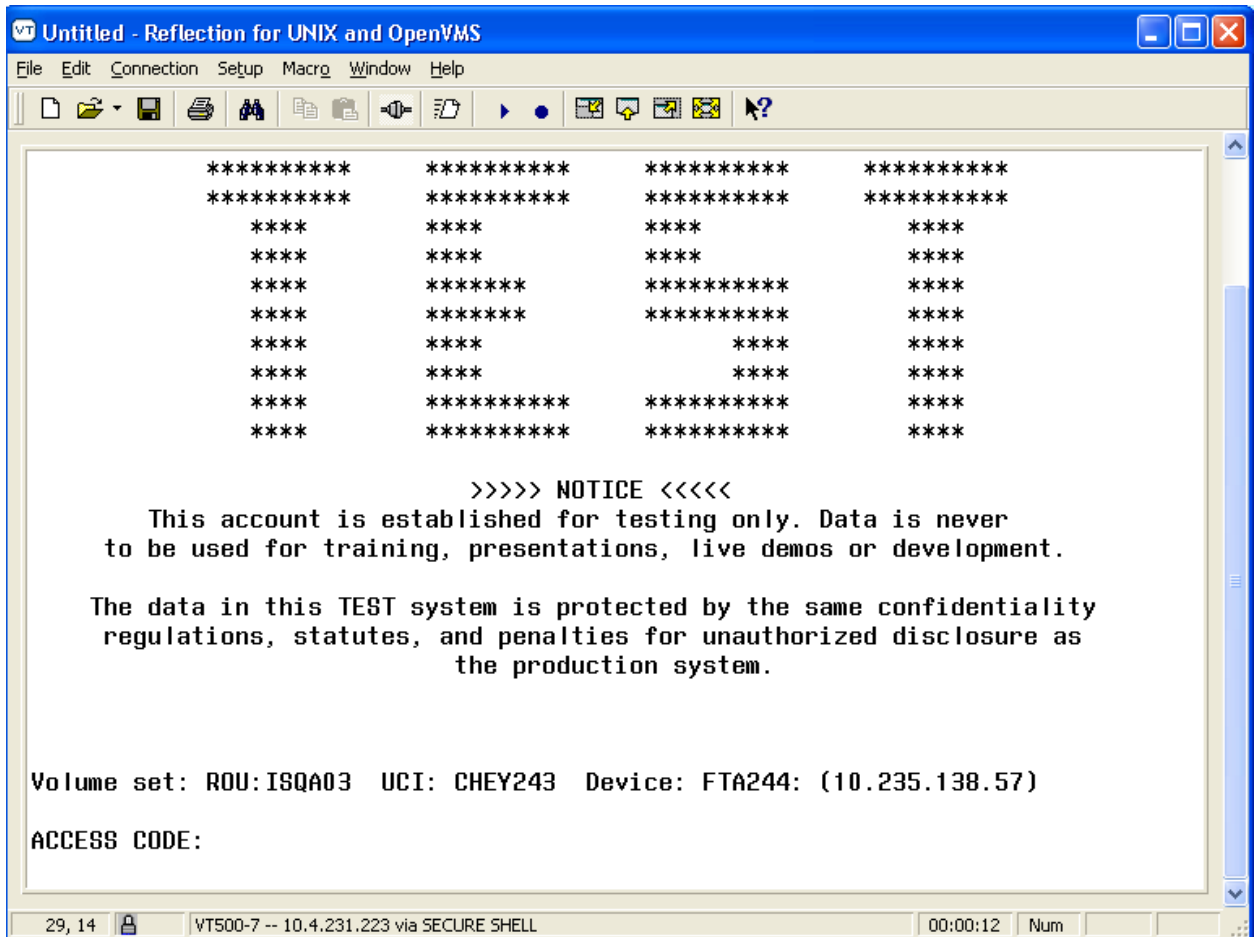 Untitled - Reflection for UNIX and OpenVMS
File Edit Connection Setup Macro Window Help
**********     **********     **********     **********
**********     **********     **********     **********
   ****        ****           ****              ****
   ****        ****           ****              ****
   ****        *******        **********        ****
   ****        *******        **********        ****
   ****        ****                 ****        ****
   ****        ****                 ****        ****
   ****        **********     **********        ****
   ****        **********     **********        ****
>>>>> NOTICE <<<<<
This account is established for testing only. Data is never
to be used for training, presentations, live demos or development.
The data in this TEST system is protected by the same confidentiality
regulations, statutes, and penalties for unauthorized disclosure as
the production system.
Volume set: ROU:ISQA03  UCI: CHEY243  Device: FTA244: (10.235.138.57)
ACCESS CODE:
29, 14 VT500-7 -- 10.4.231.223 via SECURE SHELL 00:00:12 Num